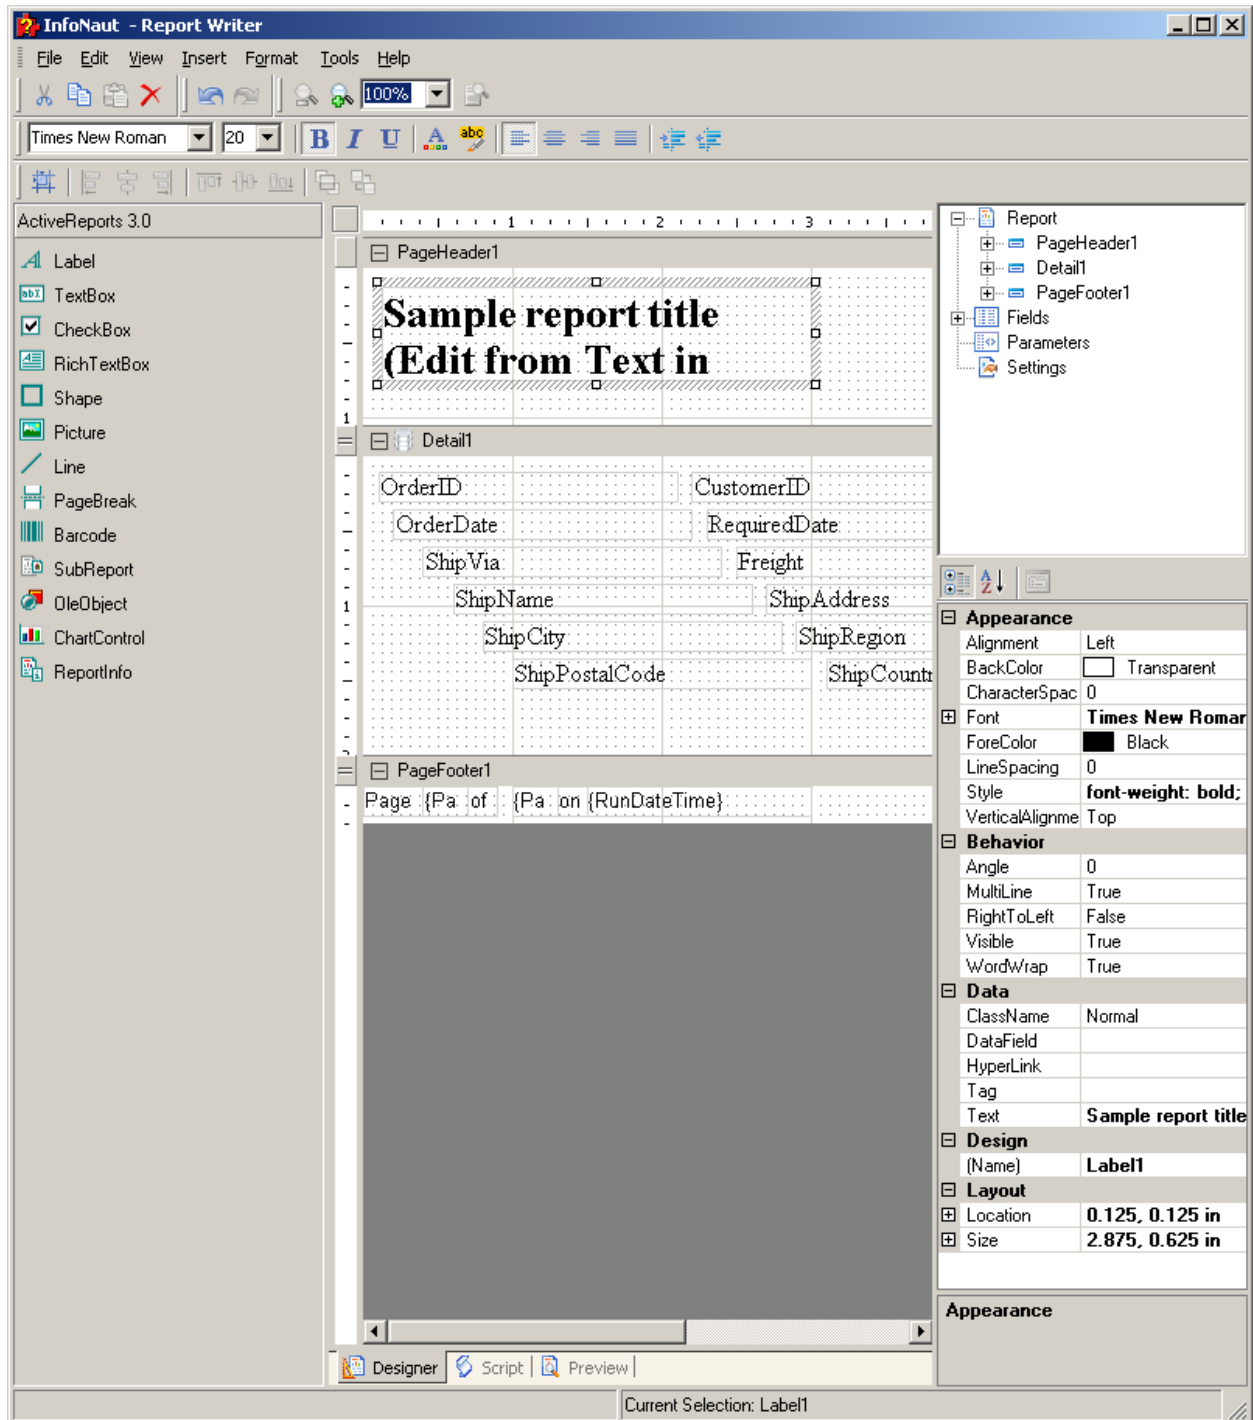 InfoNaut - Report Writer
File Edit View Insert Format Tools Help
100%
Times New Roman 20 B I U A abc
ActiveReports 3.0
Label
TextBox
CheckBox
RichTextBox
Shape
Picture
Line
PageBreak
Barcode
SubReport
OleObject
ChartControl
ReportInfo
1 2 3
PageHeader1
Sample report title
(Edit from Text in
1
Detail1
OrderID CustomerID
OrderDate RequiredDate
ShipVia Freight
1
ShipName ShipAddress
ShipCity ShipRegion
ShipPostalCode ShipCountr
PageFooter1
Page {Pa of {Pa on {RunDateTime}
Designer Script Preview
Report
PageHeader1
Detail1
PageFooter1
Fields
Parameters
Settings
Appearance
Alignment Left
BackColor Transparent
CharacterSpac 0
Font Times New Romar
ForeColor Black
LineSpacing 0
Style font-weight: bold;
VerticalAlignme Top
Behavior
Angle 0
MultiLine True
RightToLeft False
Visible True
WordWrap True
Data
ClassName Normal
DataField
HyperLink
Tag
Text Sample report title
Design
(Name) Label1
Layout
Location 0.125, 0.125 in
Size 2.875, 0.625 in
Appearance
Current Selection: Label1